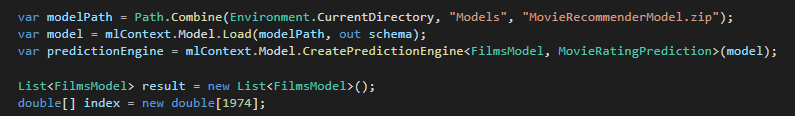 var modelPath = Path.Combine(Environment.CurrentDirectory, "Models", "MovieRecommenderModel.zip");
var model = mlContext.Model.Load(modelPath, out schema);
var predictionEngine = mlContext.Model.CreatePredictionEngine<FilmsModel, MovieRatingPrediction>(model);
List<FilmsModel> result = new List<FilmsModel>();
double[] index = new double[1974];